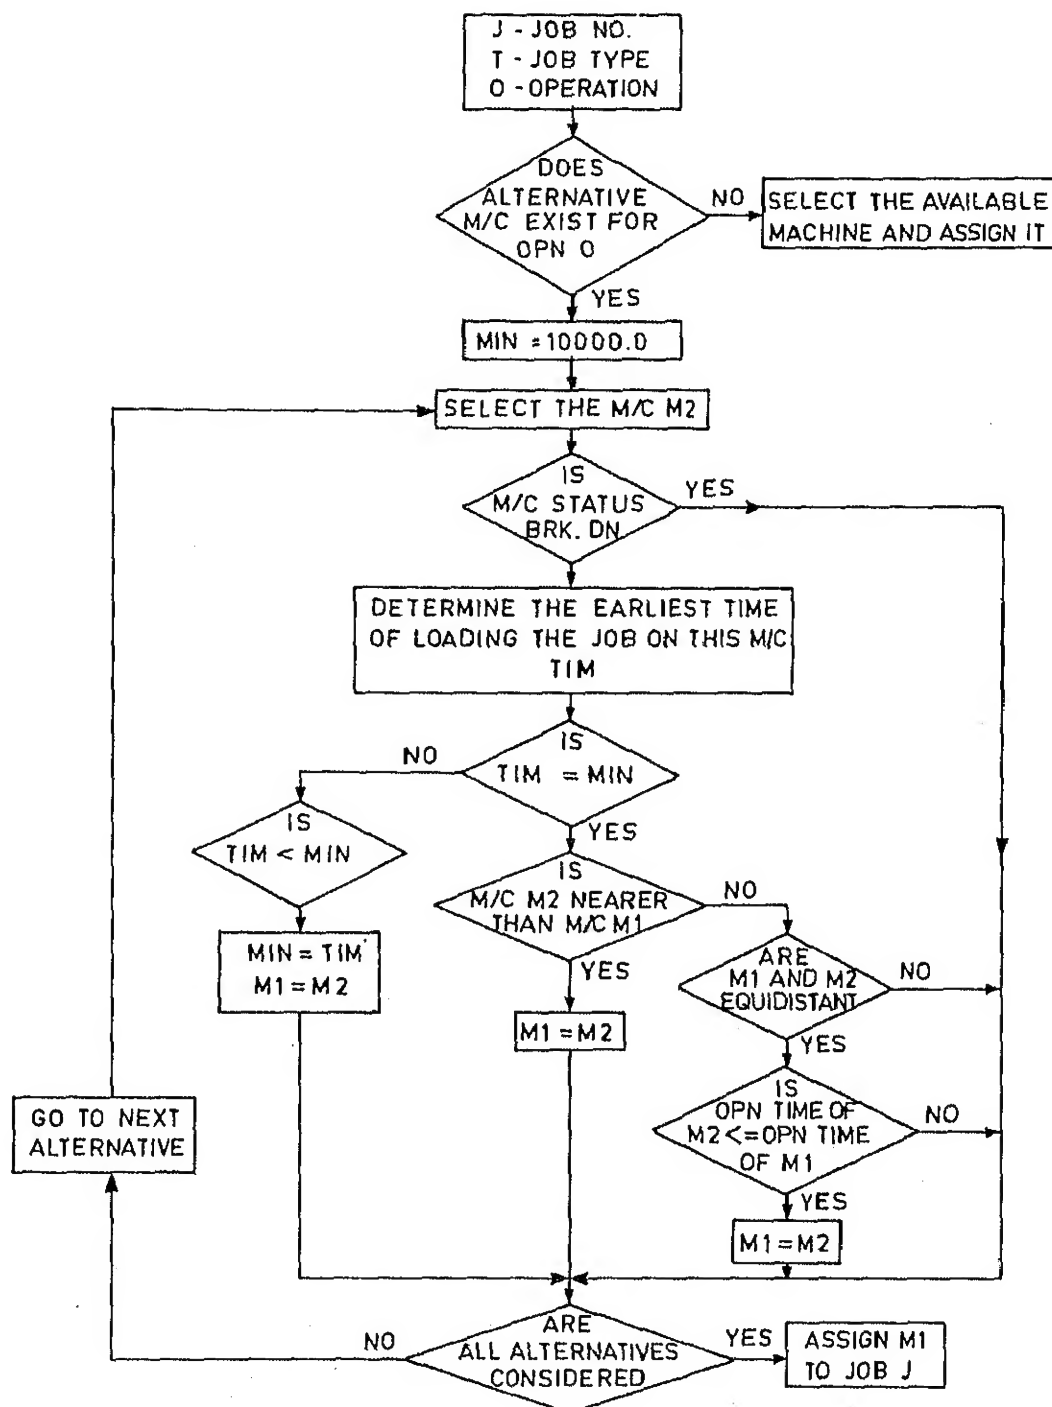 J - JOB NO.
T - JOB TYPE
O - OPERATION
DOES
ALTERNATIVE
M/C EXIST FOR
OPN O
NO
SELECT THE AVAILABLE
MACHINE AND ASSIGN IT
YES
MIN = 10000.0
SELECT THE M/C M2
IS
M/C STATUS
BRK. DN
YES
DETERMINE THE EARLIEST TIME
OF LOADING THE JOB ON THIS M/C
TIM
IS
TIM = MIN
NO
YES
IS
TIM < MIN
IS
M/C M2 NEARER
THAN M/C M1
NO
YES
MIN = TIM
M1 = M2
ARE
M1 AND M2
EQUIDISTANT
NO
YES
M1 = M2
IS
OPN TIME OF
M2 <= OPN TIME
OF M1
NO
YES
GO TO NEXT
ALTERNATIVE
M1 = M2
ARE
ALL ALTERNATIVES
CONSIDERED
NO
YES
ASSIGN M1
TO JOB J